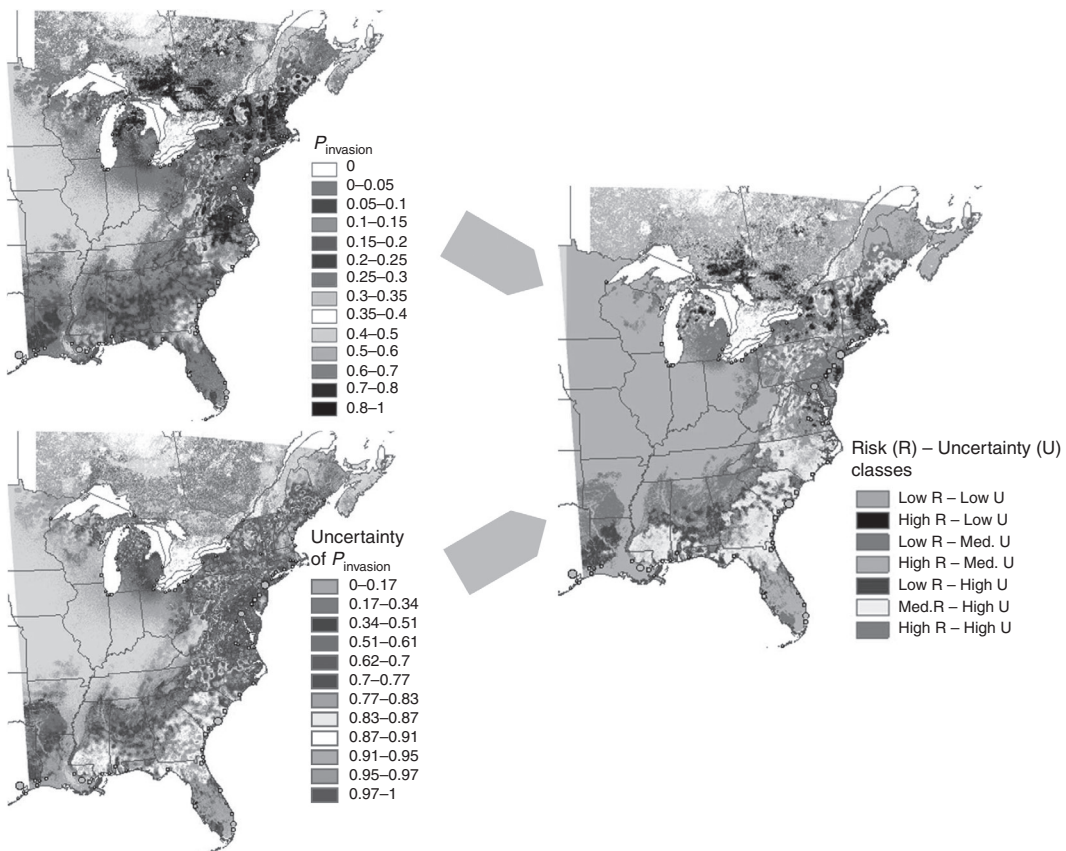 P invasion
0
0–0.05
0.05–0.1
0.1–0.15
0.15–0.2
0.2–0.25
0.25–0.3
0.3–0.35
0.35–0.4
0.4–0.5
0.5–0.6
0.6–0.7
0.7–0.8
0.8–1
Uncertainty
of P invasion
0–0.17
0.17–0.34
0.34–0.51
0.51–0.61
0.62–0.7
0.7–0.77
0.77–0.83
0.83–0.87
0.87–0.91
0.91–0.95
0.95–0.97
0.97–1
Risk (R) – Uncertainty (U)
classes
Low R – Low U
High R – Low U
Low R – Med. U
High R – Med. U
Low R – High U
Med.R – High U
High R – High U